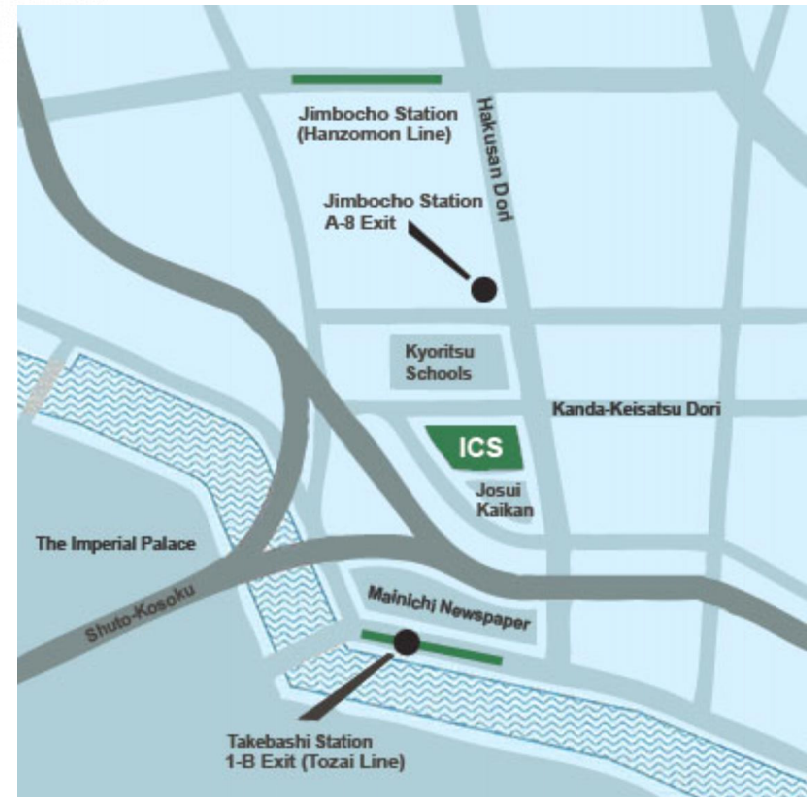 Jimbocho Station
(Hanzomon Line)
Hakusan Dori
Jimbocho Station
A-8 Exit
Kyoritsu
Schools
Kanda-Keisatsu Dori
ICS
Josui
Kaikan
The Imperial Palace
Shuto-Kosoku
Mainichi Newspaper
Takebashi Station
1-B Exit (Tozai Line)